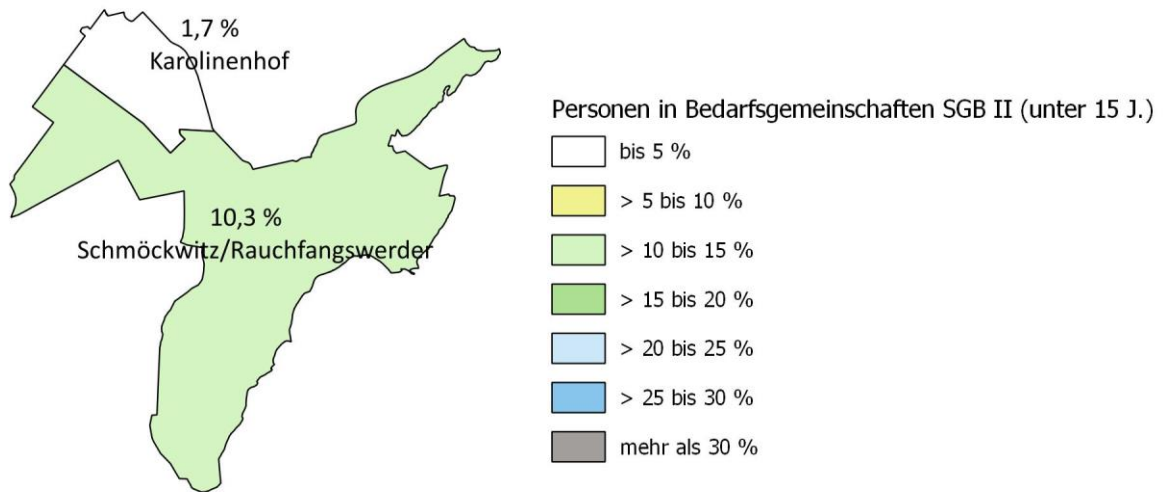 1,7 %
Karolinenhof
10,3 %
Schmöckwitz/Rauchfangswerder
Personen in Bedarfsgemeinschaften SGB II (unter 15 J.)
bis 5 %
> 5 bis 10 %
> 10 bis 15 %
> 15 bis 20 %
> 20 bis 25 %
> 25 bis 30 %
mehr als 30 %